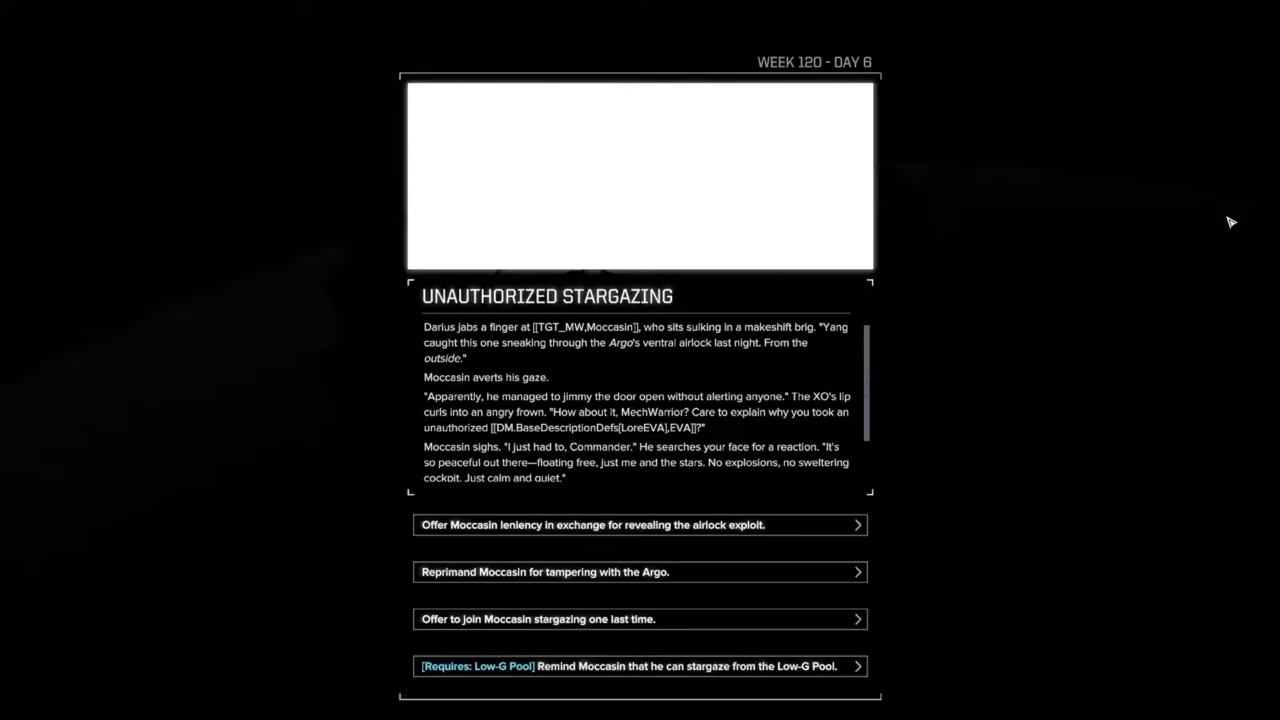 WEEK 120 - DAY 6
UNAUTHORIZED STARGAZING
Darius jabs a finger at [[TGT_MW,Moccasin]], who sits sulking in a makeshift brig. "Yang
caught this one sneaking through the Argo's ventral airlock last night. From the
outside."
Moccasin averts his gaze.
"Apparently, he managed to jimmy the door open without alerting anyone." The XO's lip
curls into an angry frown. "How about it, MechWarrior? Care to explain why you took an
unauthorized [[DM.BaseDescriptionDefs[LoreEVA],EVA]]?"
Moccasin sighs. "I just had to, Commander." He searches your face for a reaction. "It's
so peaceful out there—floating free, just me and the stars. No explosions, no sweltering
cockpit. Just calm and quiet."
Offer Moccasin leniency in exchange for revealing the airlock exploit.
Reprimand Moccasin for tampering with the Argo.
Offer to join Moccasin stargazing one last time.
[Requires: Low-G Pool] Remind Moccasin that he can stargaze from the Low-G Pool.